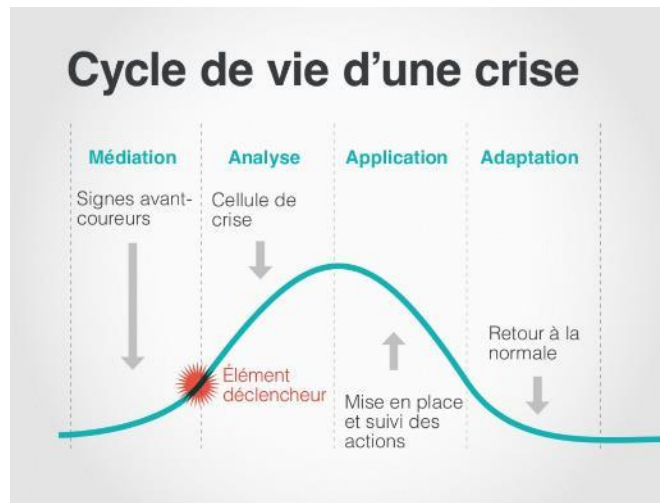 Cycle de vie d'une crise
Médiation
Analyse
Application
Adaptation
Signes avant-
coureurs
Cellule de
crise
Élément
déclencheur
Mise en place
et suivi des
actions
Retour à la
normale